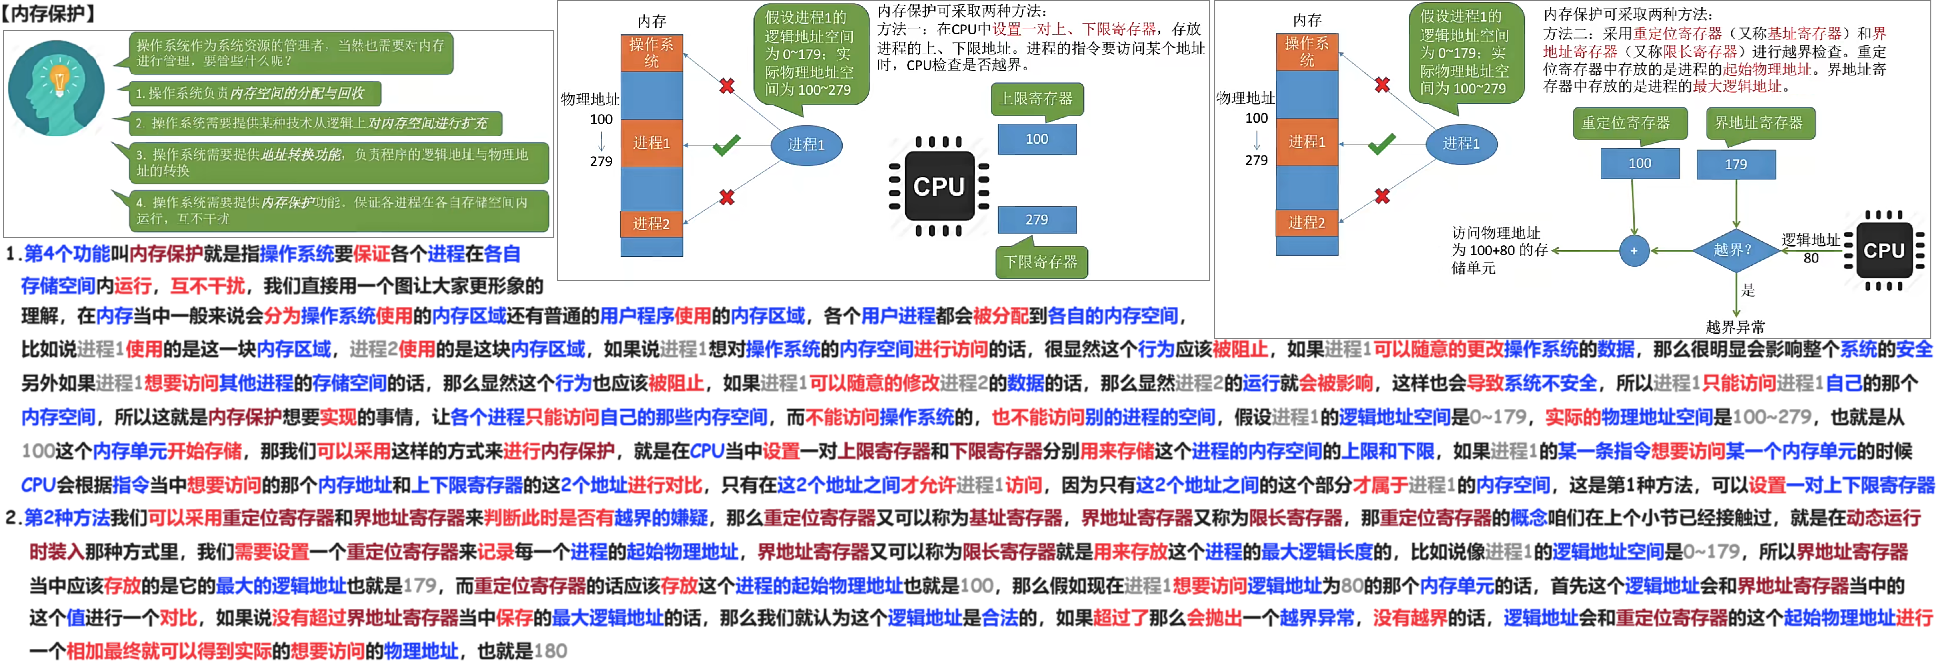 【内存保护】
操作系统作为系统资源的管理者，当然也需要对内存
进行管理，要管些什么呢？
1. 操作系统负责内存空间的分配与回收
2. 操作系统需要提供某种技术从逻辑上对内存空间进行扩充
3. 操作系统需要提供地址转换功能，负责程序的逻辑地址与物理地
址的转换
4. 操作系统需要提供内存保护功能。保证各进程在各自存储空间内
运行，互不干扰
内存
操作系
统
进程1
进程2
物理地址
100
279
假设进程1的
逻辑地址空间
为 0~179；实
际物理地址空
间为 100~279
进程1
内存保护可采取两种方法：
方法一：在CPU中设置一对上、下限寄存器，存放
进程的上、下限地址。进程的指令要访问某个地址
时，CPU检查是否越界。
上限寄存器
100
CPU
279
下限寄存器
内存
操作系
统
进程1
进程2
物理地址
100
279
假设进程1的
逻辑地址空间
为 0~179；实
际物理地址空
间为 100~279
进程1
内存保护可采取两种方法：
方法二：采用重定位寄存器（又称基址寄存器）和界
地址寄存器（又称限长寄存器）进行越界检查。重定
位寄存器中存放的是进程的起始物理地址。界地址寄
存器中存放的是进程的最大逻辑地址。
重定位寄存器
界地址寄存器
100
179
访问物理地址
为 100+80 的存
储单元
+
越界？
逻辑地址
80
CPU
是
越界异常
1.第4个功能叫内存保护就是指操作系统要保证各个进程在各自
存储空间内运行，互不干扰，我们直接用一个图让大家更形象的
理解，在内存当中一般来说会分为操作系统使用的内存区域还有普通的用户程序使用的内存区域，各个用户进程都会被分配到各自的内存空间，
比如说进程1使用的是这一块内存区域，进程2使用的是这块内存区域，如果说进程1想对操作系统的内存空间进行访问的话，很显然这个行为应该被阻止，如果进程1可以随意的更改操作系统的数据，那么很明显会影响整个系统的安全
另外如果进程1想要访问其他进程的存储空间的话，那么显然这个行为也应该被阻止，如果进程1可以随意的修改进程2的数据的话，那么显然进程2的运行就会被影响，这样也会导致系统不安全，所以进程1只能访问进程1自己的那个
内存空间，所以这就是内存保护想要实现的事情，让各个进程只能访问自己的那些内存空间，而不能访问操作系统的，也不能访问别的进程的空间，假设进程1的逻辑地址空间是0~179，实际的物理地址空间是100~279，也就是从
100这个内存单元开始存储，那我们可以采用这样的方式来进行内存保护，就是在CPU当中设置一对上限寄存器和下限寄存器分别用来存储这个进程的内存空间的上限和下限，如果进程1的某一条指令想要访问某一个内存单元的时候
CPU会根据指令当中想要访问的那个内存地址和上下限寄存器的这2个地址进行对比，只有在这2个地址之间才允许进程1访问，因为只有这2个地址之间的这个部分才属于进程1的内存空间，这是第1种方法，可以设置一对上下限寄存器
2.第2种方法我们可以采用重定位寄存器和界地址寄存器来判断此时是否有越界的嫌疑，那么重定位寄存器又可以称为基址寄存器，界地址寄存器又称为限长寄存器，那重定位寄存器的概念咱们在上个小节已经接触过，就是在动态运行
时装入那种方式里，我们需要设置一个重定位寄存器来记录每一个进程的起始物理地址，界地址寄存器又可以称为限长寄存器就是用来存放这个进程的最大逻辑长度的，比如说像进程1的逻辑地址空间是0~179，所以界地址寄存器
当中应该存放的是它的最大的逻辑地址也就是179，而重定位寄存器的话应该存放这个进程的起始物理地址也就是100，那么假如现在进程1想要访问逻辑地址为80的那个内存单元的话，首先这个逻辑地址会和界地址寄存器当中的
这个值进行一个对比，如果说没有超过界地址寄存器当中保存的最大逻辑地址的话，那么我们就认为这个逻辑地址是合法的，如果超过了那么会抛出一个越界异常，没有越界的话，逻辑地址会和重定位寄存器的这个起始物理地址进行
一个相加最终就可以得到实际的想要访问的物理地址，也就是180